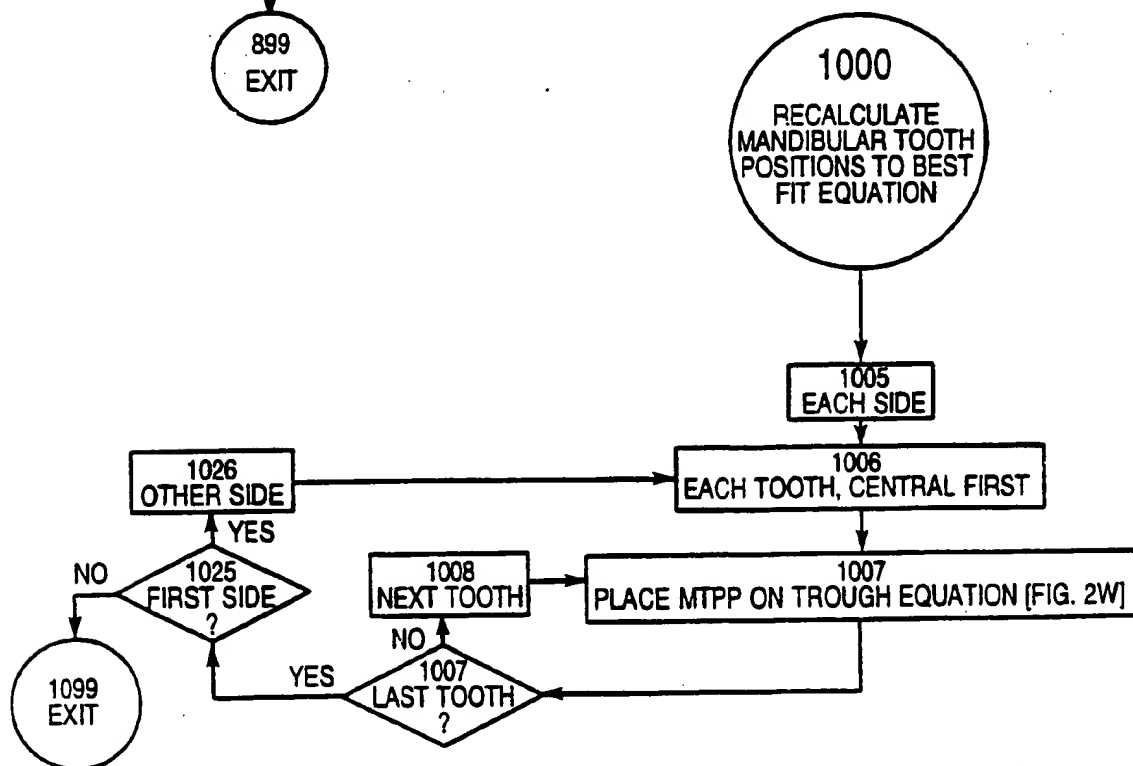 899
EXIT
1000
RECALCULATE
MANDIBULAR TOOTH
POSITIONS TO BEST
FIT EQUATION
1005
EACH SIDE
1006
EACH TOOTH, CENTRAL FIRST
1026
OTHER SIDE
YES
NO
1025
FIRST SIDE
?
1008
NEXT TOOTH
1007
PLACE MTPP ON TROUGH EQUATION [FIG. 2W]
NO
YES
1007
LAST TOOTH
?
1099
EXIT